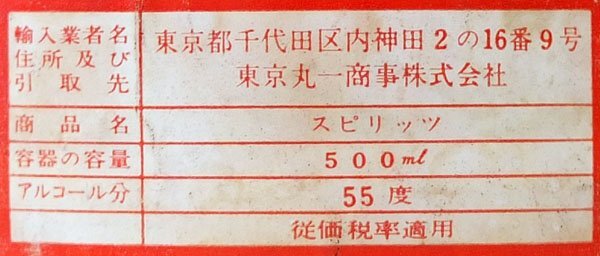 輸入業者名
住所及び
引取先
東京都千代田区内神田2の16番9号
東京丸一商事株式会社
商品名
スピリッツ
容器の容量
500ml
アルコール分
55度
従価税率適用